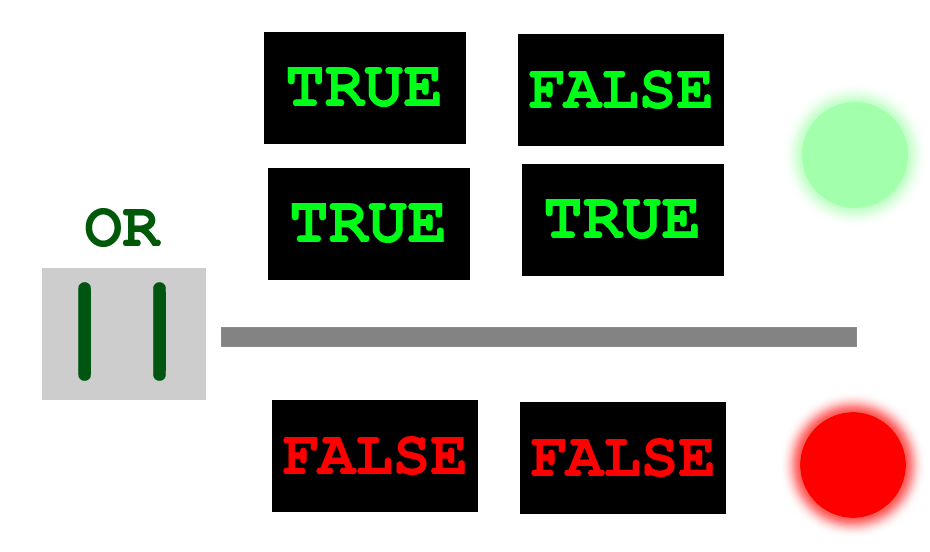 TRUE FALSE
TRUE TRUE
OR
||
FALSE FALSE